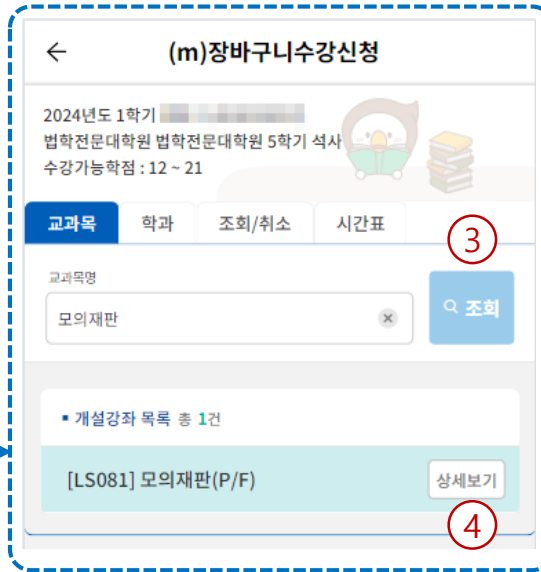 (m)장바구니수강신청
2024년도 1학기
법학전문대학원 법학전문대학원 5학기 석사
수강가능학점 : 12 ~ 21
교과목 학과 조회/취소 시간표
③
교과목명
모의재판
조회
▪ 개설강좌 목록 총 1건
[LS081] 모의재판(P/F) 상세보기
④